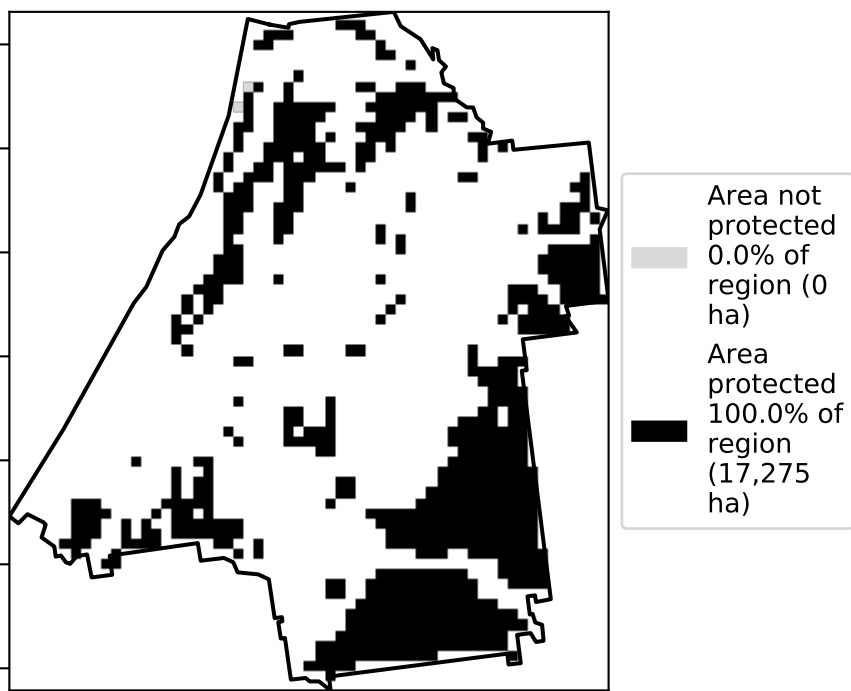 Area not
protected
0.0% of
region (0
ha)
Area
protected
100.0% of
region
(17,275
ha)